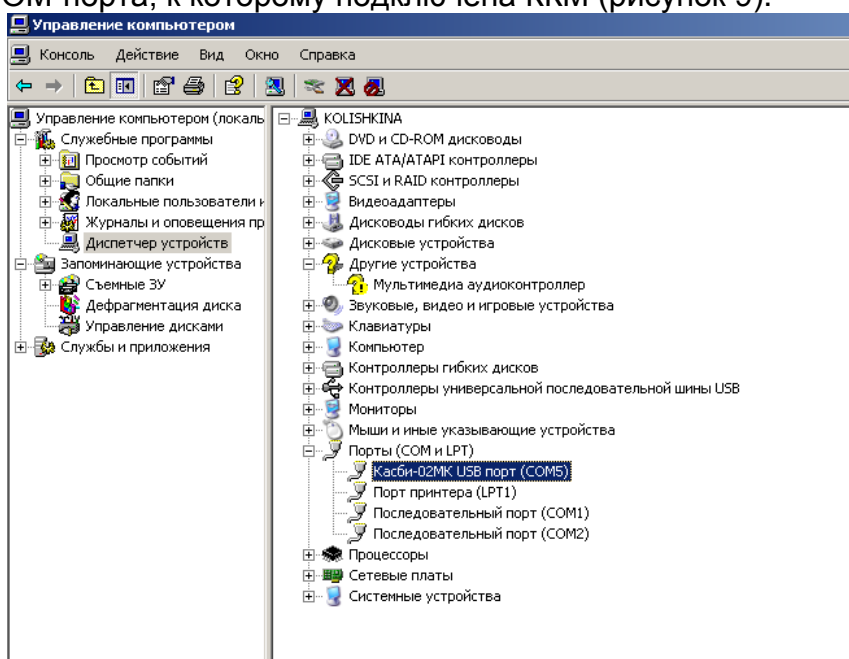 ОМ порта, к которому подключена ККМ (рисунок 9).
Управление компьютером
Консоль Действие Вид Окно Справка
Управление компьютером (локаль
Служебные программы
Просмотр событий
Общие папки
Локальные пользователи и
Журналы и оповещения пр
Диспетчер устройств
Запоминающие устройства
Съемные ЗУ
Дефрагментация диска
Управление дисками
Службы и приложения
KOLISHKINA
DVD и CD-ROM дисководы
IDE ATA/ATAPI контроллеры
SCSI и RAID контроллеры
Видеоадаптеры
Дисководы гибких дисков
Дисковые устройства
Другие устройства
Мультимедиа аудиоконтроллер
Звуковые, видео и игровые устройства
Клавиатуры
Компьютер
Контроллеры гибких дисков
Контроллеры универсальной последовательной шины USB
Мониторы
Мыши и иные указывающие устройства
Порты (COM и LPT)
Касби-02МК USB порт (COM5)
Порт принтера (LPT1)
Последовательный порт (COM1)
Последовательный порт (COM2)
Процессоры
Сетевые платы
Системные устройства